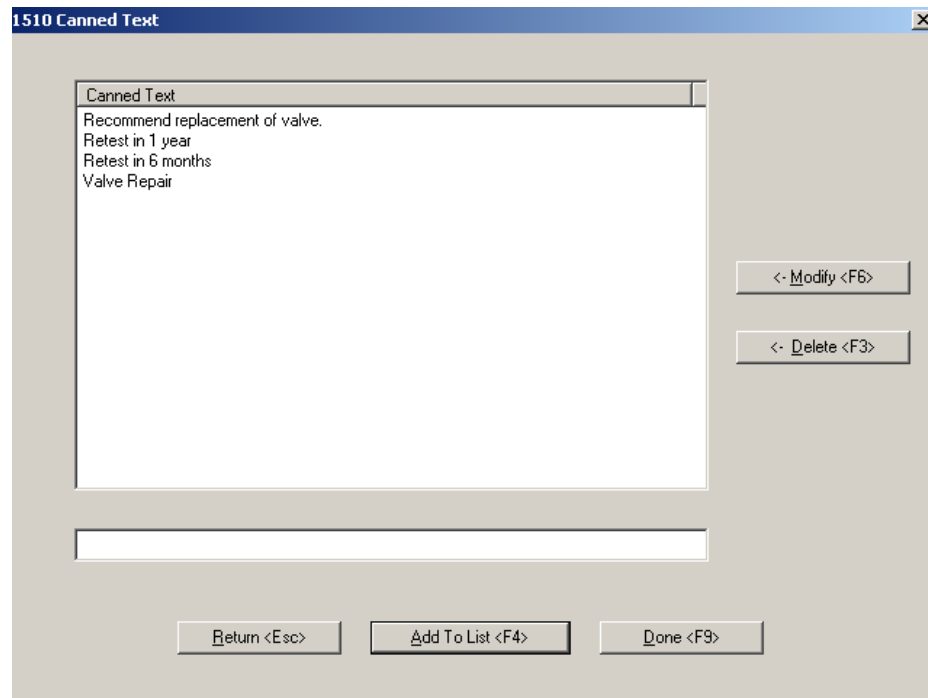 1510 Canned Text
Canned Text
Recommend replacement of valve.
Retest in 1 year
Retest in 6 months
Valve Repair
<- Modify <F6>
<- Delete <F3>
Return <Esc>
Add To List <F4>
Done <F9>